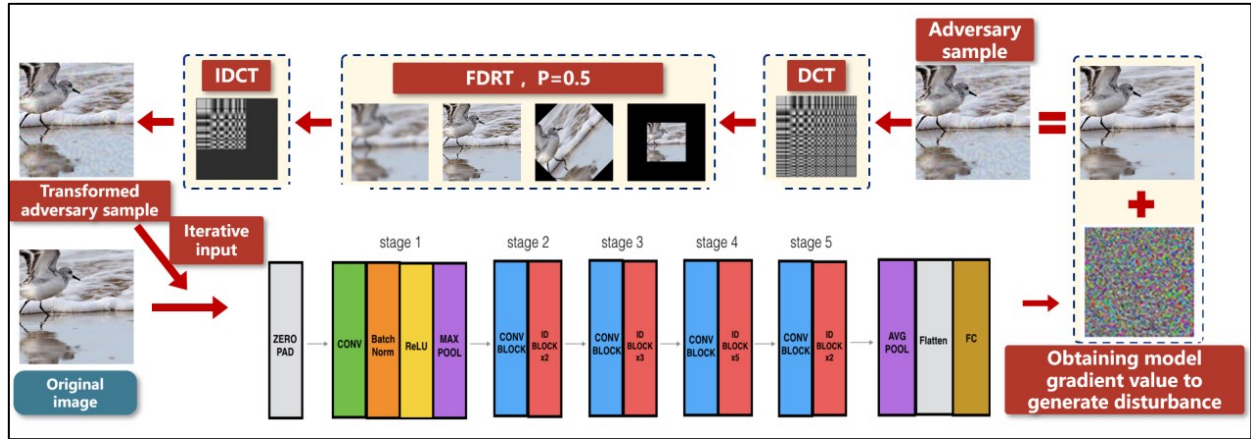 IDCT
FDRT , P=0.5
DCT
Adversary
sample
Transformed
adversary sample
Iterative
input
Original
image
stage 1
stage 2
stage 3
stage 4
stage 5
ZERO
PAD
CONV
Batch
Norm
ReLU
MAX
POOL
CONV
BLOCK
ID
BLOCK
x2
CONV
BLOCK
ID
BLOCK
x3
CONV
BLOCK
ID
BLOCK
x5
CONV
BLOCK
ID
BLOCK
x2
AVG
POOL
Flatten
FC
Obtaining model
gradient value to
generate disturbance